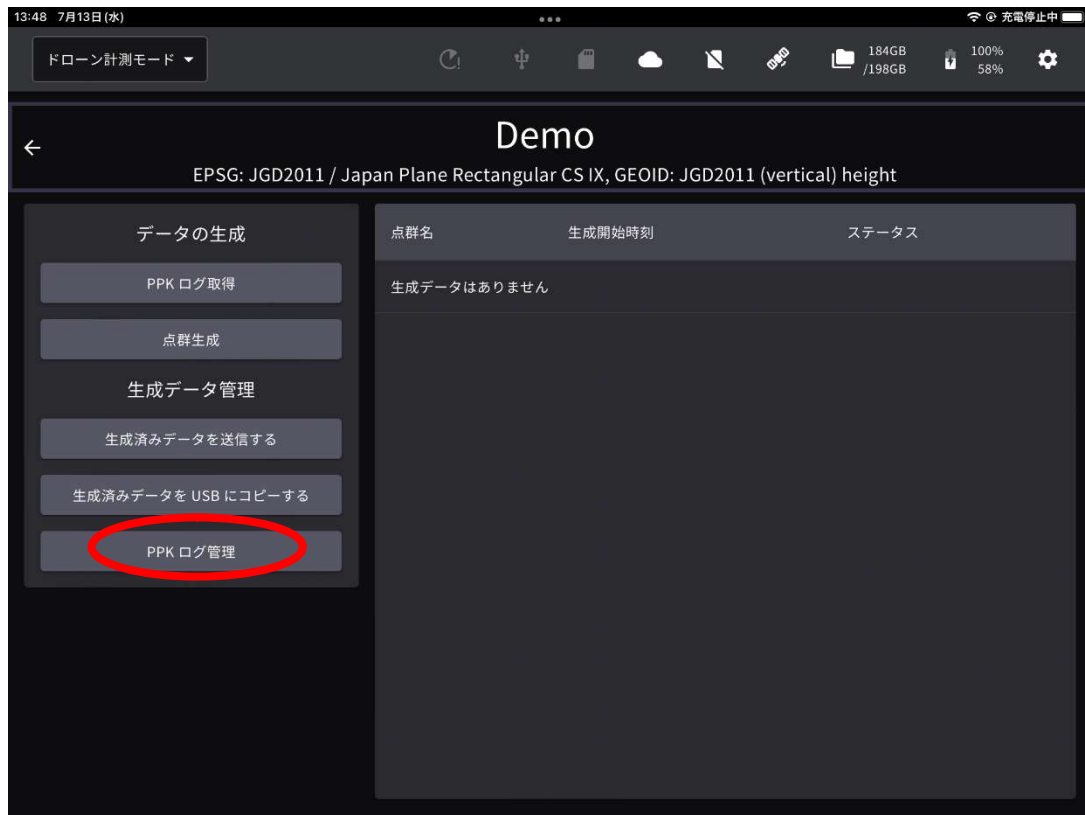 13:48 7月13日(水)
充電停止中
ドローン計測モード
184GB
/198GB
100%
58%
Demo
EPSG: JGD2011 / Japan Plane Rectangular CS IX, GEOID: JGD2011 (vertical) height
データの生成
PPK ログ取得
点群生成
生成データ管理
生成済みデータを送信する
生成済みデータを USB にコピーする
PPK ログ管理
点群名 生成開始時刻 ステータス
生成データはありません